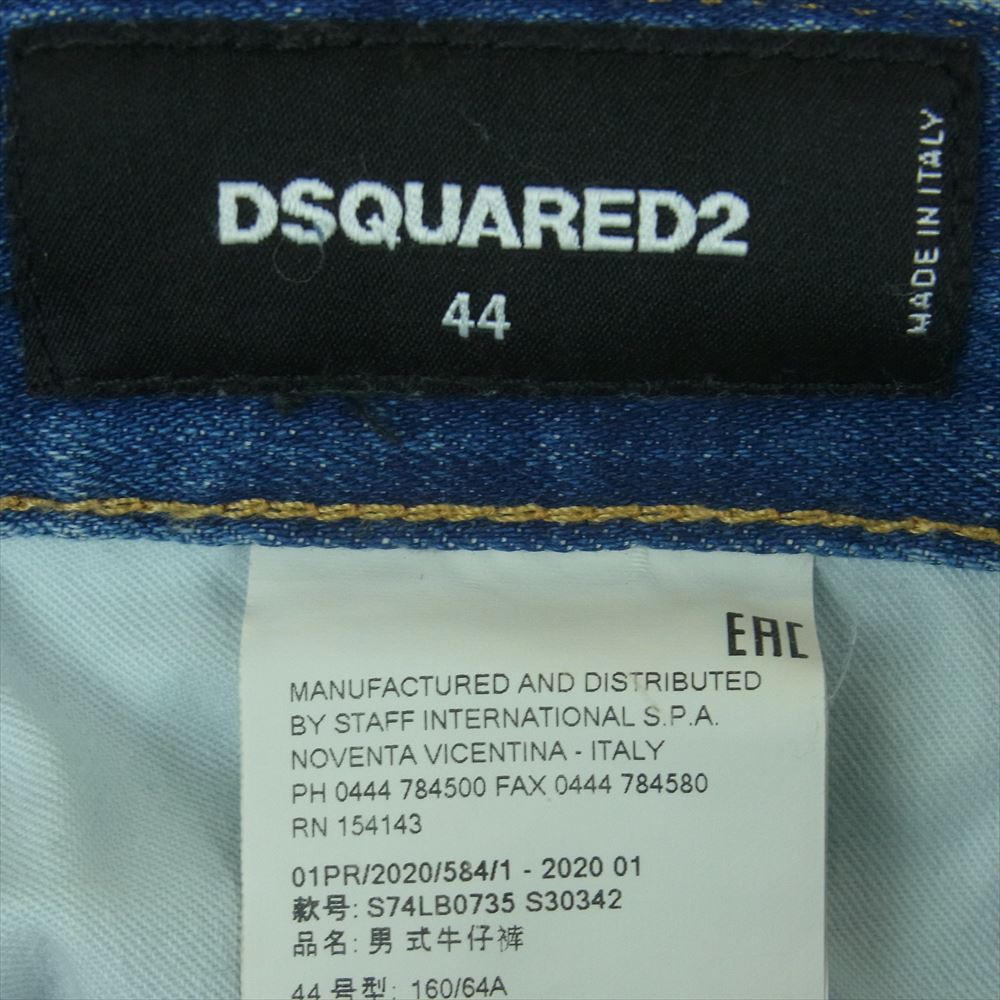 DSQUARED2
44
MADE IN ITALY
EAC
MANUFACTURED AND DISTRIBUTED
BY STAFF INTERNATIONAL S.P.A.
NOVENTA VICENTINA - ITALY
PH 0444 784500 FAX 0444 784580
RN 154143
01PR/2020/584/1 - 2020 01
款号: S74LB0735 S30342
品名: 男 式牛仔裤
44 号型: 160/64A